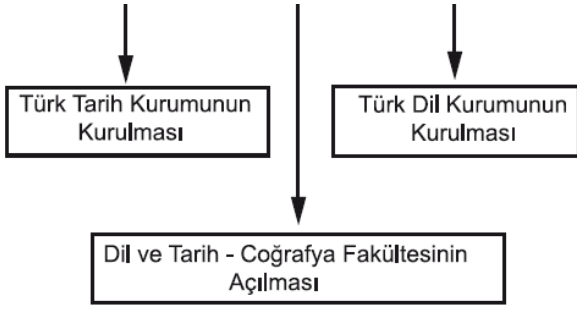 Türk Tarih Kurumunun
Kurulması
Türk Dil Kurumunun
Kurulması
Dil ve Tarih - Coğrafya Fakültesinin
Açılması